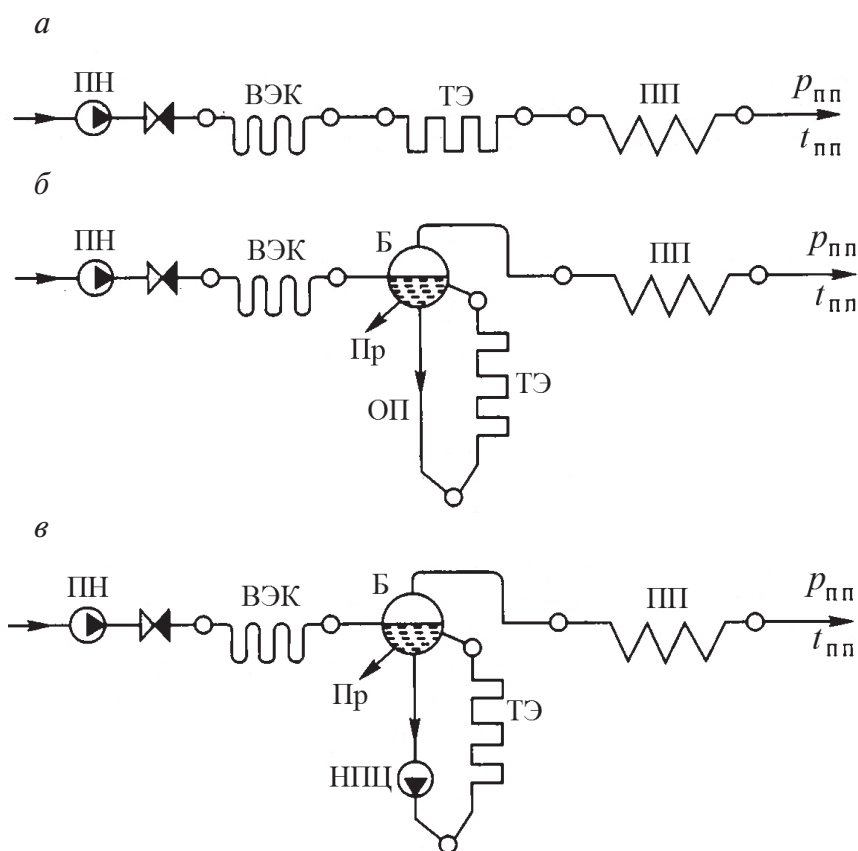 а
ПН ВЭК ТЭ ПП pпп
tпп
б
ПН ВЭК Б ПП pпп
tпп
Пр
ТЭ
ОП
в
ПН ВЭК Б ПП pпп
tпп
Пр
ТЭ
НПЦ